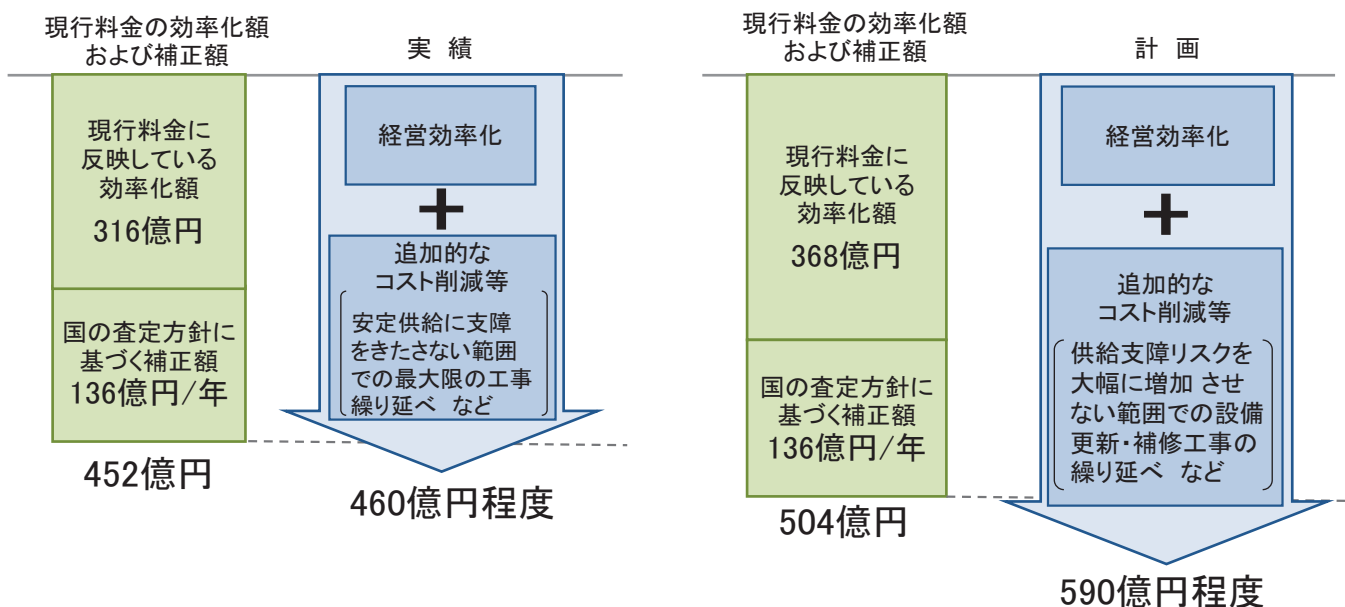 現行料金の効率化額
および補正額
実 績
現行料金に
反映している
効率化額
316億円
国の査定方針に
基づく補正額
136億円/年
452億円
経営効率化
+
追加的な
コスト削減等
安定供給に支障
をきたさない範囲
での最大限の工事
繰り延べ など
460億円程度
現行料金の効率化額
および補正額
計 画
現行料金に
反映している
効率化額
368億円
国の査定方針に
基づく補正額
136億円/年
504億円
経営効率化
+
追加的な
コスト削減等
供給支障リスクを
大幅に増加 させ
ない範囲での設備
更新・補修工事の
繰り延べ など
590億円程度